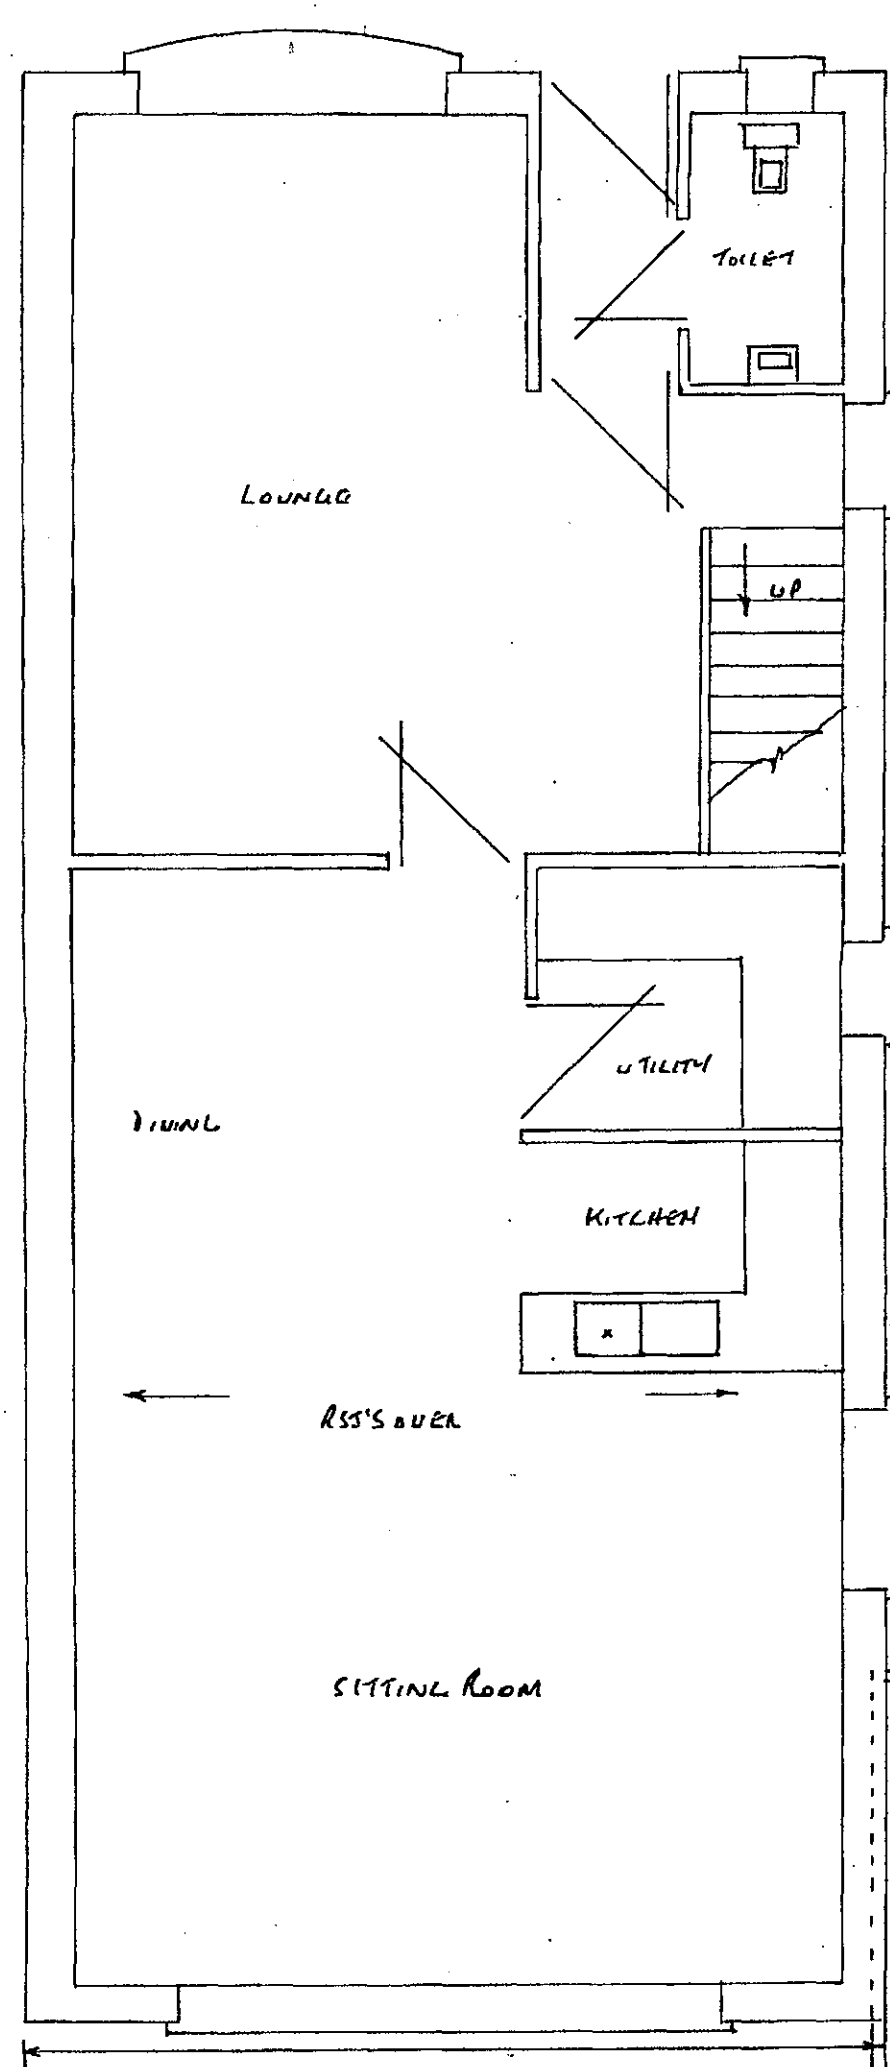 TOILET
LOUNGE
UP
UTILITY
DINING
KITCHEN
x
RSJ'S OVER
SITTING ROOM